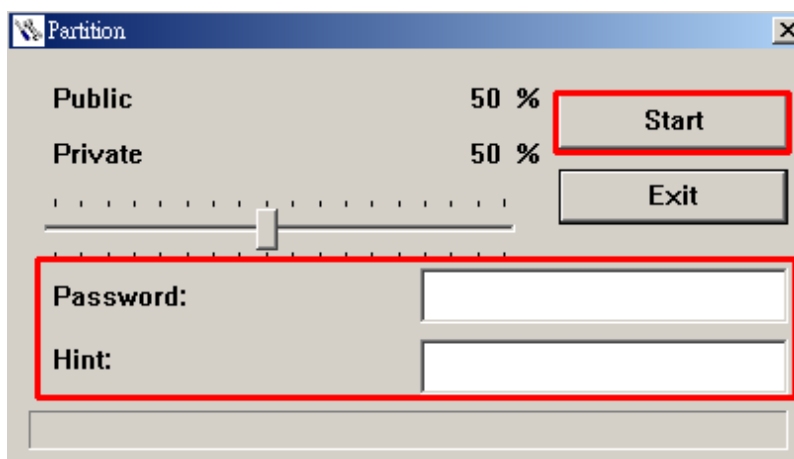 Partition
Public 50 %
Start
Private 50 %
Exit
Password:
Hint: